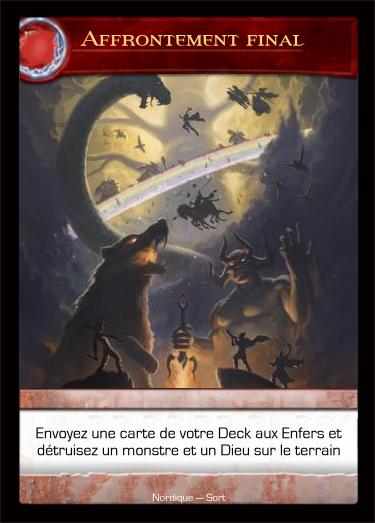 Affrontement final
Envoyez une carte de votre Deck aux Enfers et
détruisez un monstre et un Dieu sur le terrain
Nordique — Sort